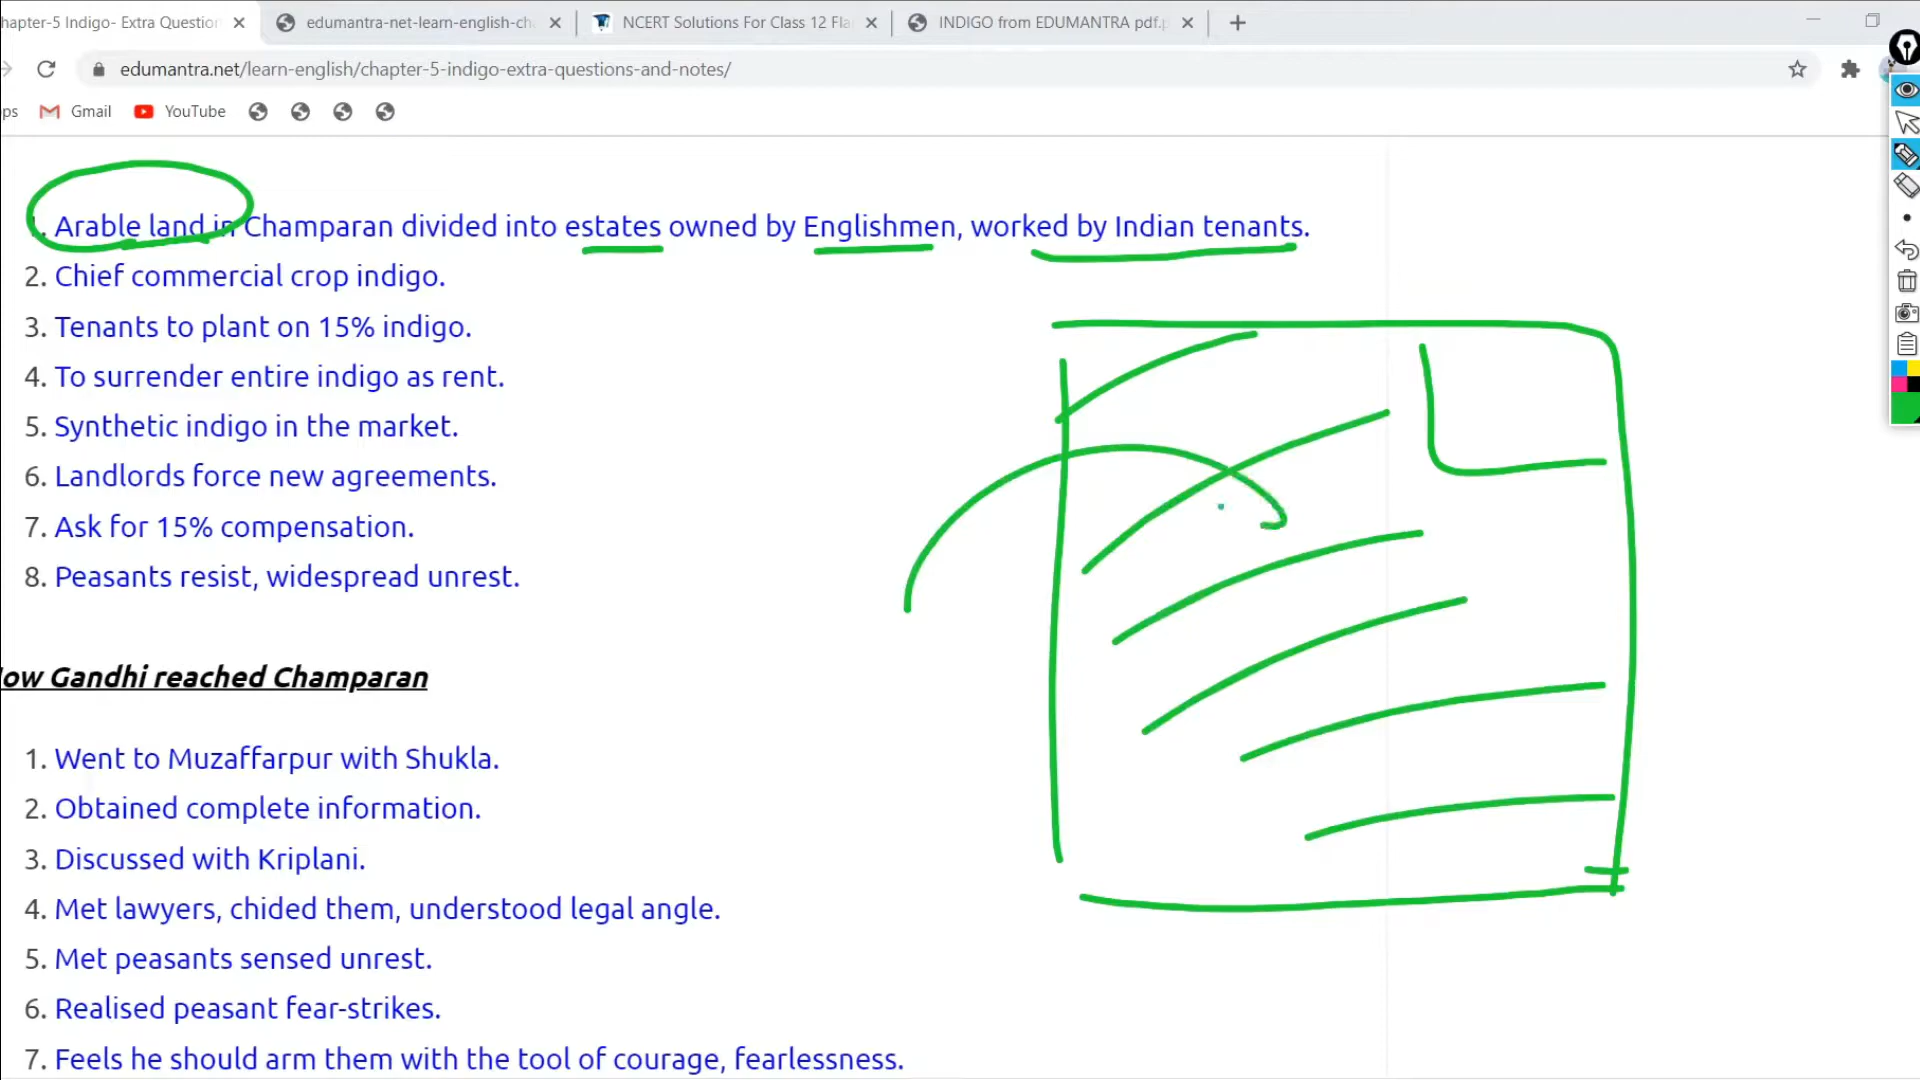 hapter-5 Indigo- Extra Question
edumantra-net-learn-english-ch
NCERT Solutions For Class 12 Fla
INDIGO from EDUMANTRA pdf.p
edumantra.net/learn-english/chapter-5-indigo-extra-questions-and-notes/
ps Gmail YouTube
1. Arable land in Champaran divided into estates owned by Englishmen, worked by Indian tenants.
2. Chief commercial crop indigo.
3. Tenants to plant on 15% indigo.
4. To surrender entire indigo as rent.
5. Synthetic indigo in the market.
6. Landlords force new agreements.
7. Ask for 15% compensation.
8. Peasants resist, widespread unrest.
How Gandhi reached Champaran
1. Went to Muzaffarpur with Shukla.
2. Obtained complete information.
3. Discussed with Kriplani.
4. Met lawyers, chided them, understood legal angle.
5. Met peasants sensed unrest.
6. Realised peasant fear-strikes.
7. Feels he should arm them with the tool of courage, fearlessness.